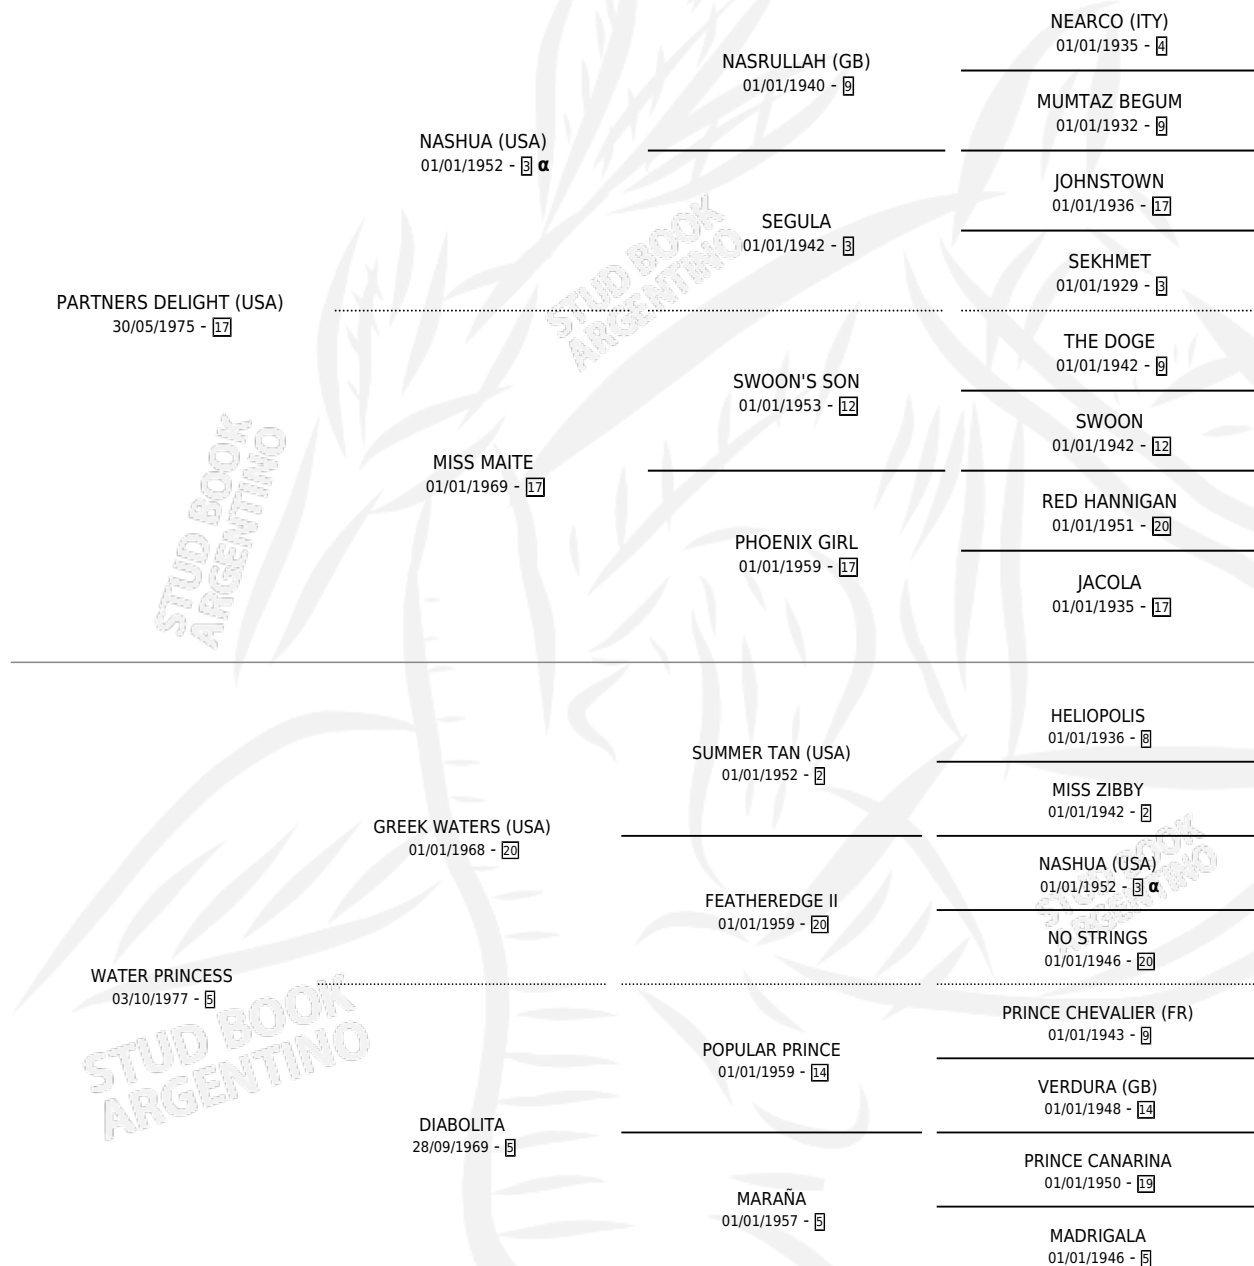 NEARCO (ITY)
01/01/1935 - 4
NASRULLAH (GB)
01/01/1940 - 9
MUMTAZ BEGUM
01/01/1932 - 9
NASHUA (USA)
01/01/1952 - 3 α
JOHNSTOWN
01/01/1936 - 17
SEGULA
01/01/1942 - 3
SEKHMET
01/01/1929 - 3
PARTNERS DELIGHT (USA)
30/05/1975 - 17
THE DOGE
01/01/1942 - 9
SWOON'S SON
01/01/1953 - 12
SWOON
01/01/1942 - 12
MISS MAITE
01/01/1969 - 17
RED HANNIGAN
01/01/1951 - 20
PHOENIX GIRL
01/01/1959 - 17
JACOLA
01/01/1935 - 17
HELIOPOLIS
01/01/1936 - 8
SUMMER TAN (USA)
01/01/1952 - 2
MISS ZIBBY
01/01/1942 - 2
GREEK WATERS (USA)
01/01/1968 - 20
NASHUA (USA)
01/01/1952 - 3 α
FEATHEREDGE II
01/01/1959 - 20
NO STRINGS
01/01/1946 - 20
WATER PRINCESS
03/10/1977 - 5
PRINCE CHEVALIER (FR)
01/01/1943 - 9
POPULAR PRINCE
01/01/1959 - 14
VERDURA (GB)
01/01/1948 - 14
DIABOLITA
28/09/1969 - 5
PRINCE CANARINA
01/01/1950 - 19
MARAÑA
01/01/1957 - 5
MADRIGALA
01/01/1946 - 5
STUD BOOK
ARGENTINO
STUD BOOK
ARGENTINO
STUD BOOK
ARGENTINO
STUD BOOK
ARGENTINO